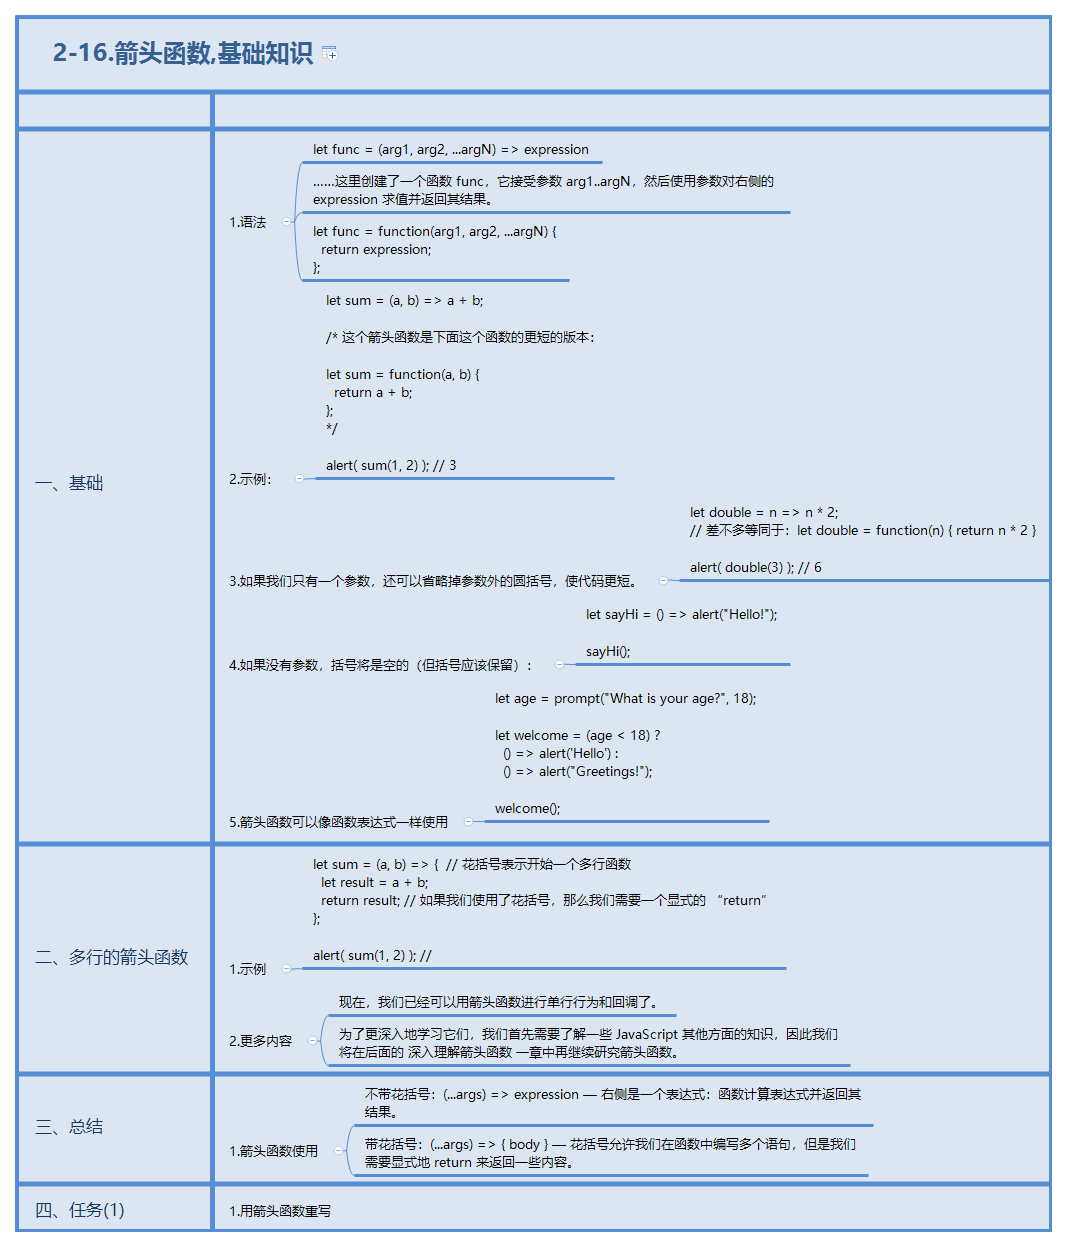 2-16.箭头函数,基础知识
一、基础
1.语法
let func = (arg1, arg2, ...argN) => expression
……这里创建了一个函数 func，它接受参数 arg1..argN，然后使用参数对右侧的
expression 求值并返回其结果。
let func = function(arg1, arg2, ...argN) {
  return expression;
};
2.示例：
let sum = (a, b) => a + b;
/* 这个箭头函数是下面这个函数的更短的版本：
let sum = function(a, b) {
  return a + b;
};
*/
alert( sum(1, 2) ); // 3
3.如果我们只有一个参数，还可以省略掉参数外的圆括号，使代码更短。
let double = n => n * 2;
// 差不多等同于：let double = function(n) { return n * 2 }
alert( double(3) ); // 6
4.如果没有参数，括号将是空的（但括号应该保留）：
let sayHi = () => alert("Hello!");
sayHi();
5.箭头函数可以像函数表达式一样使用
let age = prompt("What is your age?", 18);
let welcome = (age < 18) ?
  () => alert('Hello') :
  () => alert("Greetings!");
welcome();
二、多行的箭头函数
1.示例
let sum = (a, b) => {  // 花括号表示开始一个多行函数
  let result = a + b;
  return result; // 如果我们使用了花括号，那么我们需要一个显式的 “return”
};
alert( sum(1, 2) ); //
2.更多内容
现在，我们已经可以用箭头函数进行单行行为和回调了。
为了更深入地学习它们，我们首先需要了解一些 JavaScript 其他方面的知识，因此我们
将在后面的 深入理解箭头函数 一章中再继续研究箭头函数。
三、总结
1.箭头函数使用
不带花括号：(...args) => expression — 右侧是一个表达式：函数计算表达式并返回其
结果。
带花括号：(...args) => { body } — 花括号允许我们在函数中编写多个语句，但是我们
需要显式地 return 来返回一些内容。
四、任务(1)
1.用箭头函数重写